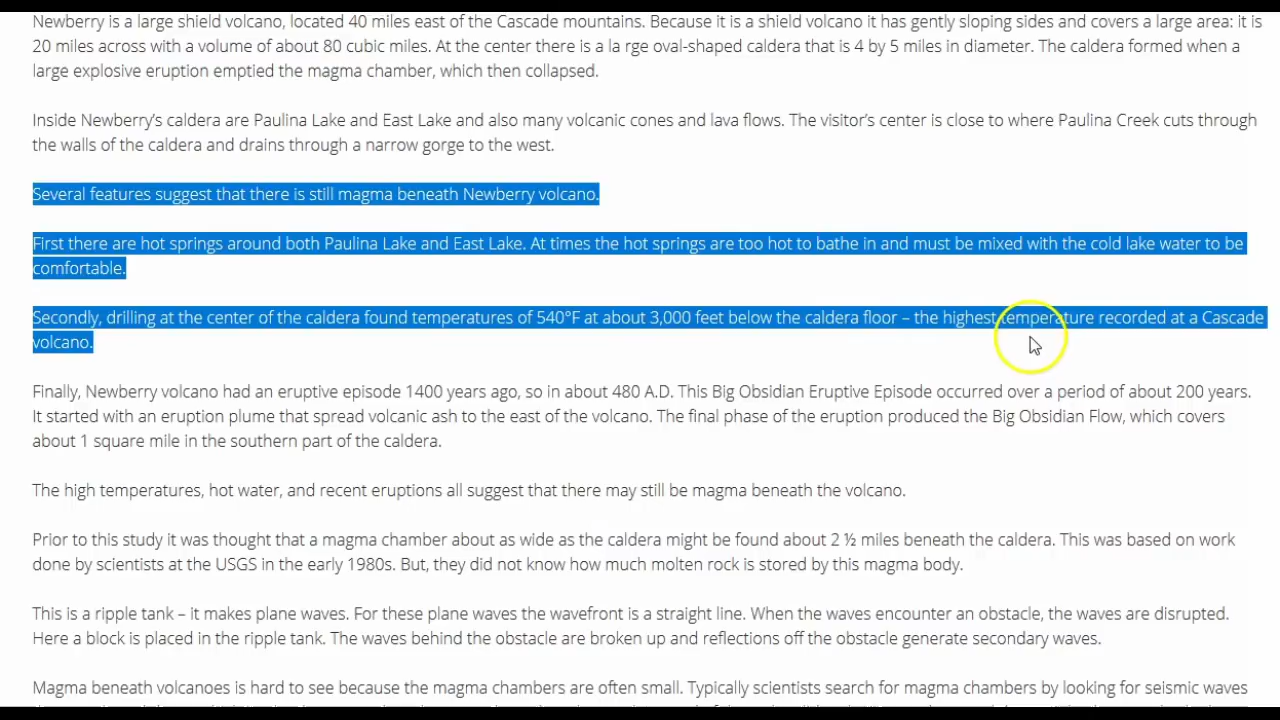 Newberry is a large shield volcano, located 40 miles east of the Cascade mountains. Because it is a shield volcano it has gently sloping sides and covers a large area: it is
20 miles across with a volume of about 80 cubic miles. At the center there is a la rge oval-shaped caldera that is 4 by 5 miles in diameter. The caldera formed when a
large explosive eruption emptied the magma chamber, which then collapsed.
Inside Newberry’s caldera are Paulina Lake and East Lake and also many volcanic cones and lava flows. The visitor’s center is close to where Paulina Creek cuts through
the walls of the caldera and drains through a narrow gorge to the west.
Several features suggest that there is still magma beneath Newberry volcano.
First there are hot springs around both Paulina Lake and East Lake. At times the hot springs are too hot to bathe in and must be mixed with the cold lake water to be
comfortable.
Secondly, drilling at the center of the caldera found temperatures of 540°F at about 3,000 feet below the caldera floor – the highest temperature recorded at a Cascade
volcano.
Finally, Newberry volcano had an eruptive episode 1400 years ago, so in about 480 A.D. This Big Obsidian Eruptive Episode occurred over a period of about 200 years.
It started with an eruption plume that spread volcanic ash to the east of the volcano. The final phase of the eruption produced the Big Obsidian Flow, which covers
about 1 square mile in the southern part of the caldera.
The high temperatures, hot water, and recent eruptions all suggest that there may still be magma beneath the volcano.
Prior to this study it was thought that a magma chamber about as wide as the caldera might be found about 2 ½ miles beneath the caldera. This was based on work
done by scientists at the USGS in the early 1980s. But, they did not know how much molten rock is stored by this magma body.
This is a ripple tank – it makes plane waves. For these plane waves the wavefront is a straight line. When the waves encounter an obstacle, the waves are disrupted.
Here a block is placed in the ripple tank. The waves behind the obstacle are broken up and reflections off the obstacle generate secondary waves.
Magma beneath volcanoes is hard to see because the magma chambers are often small. Typically scientists search for magma chambers by looking for seismic waves